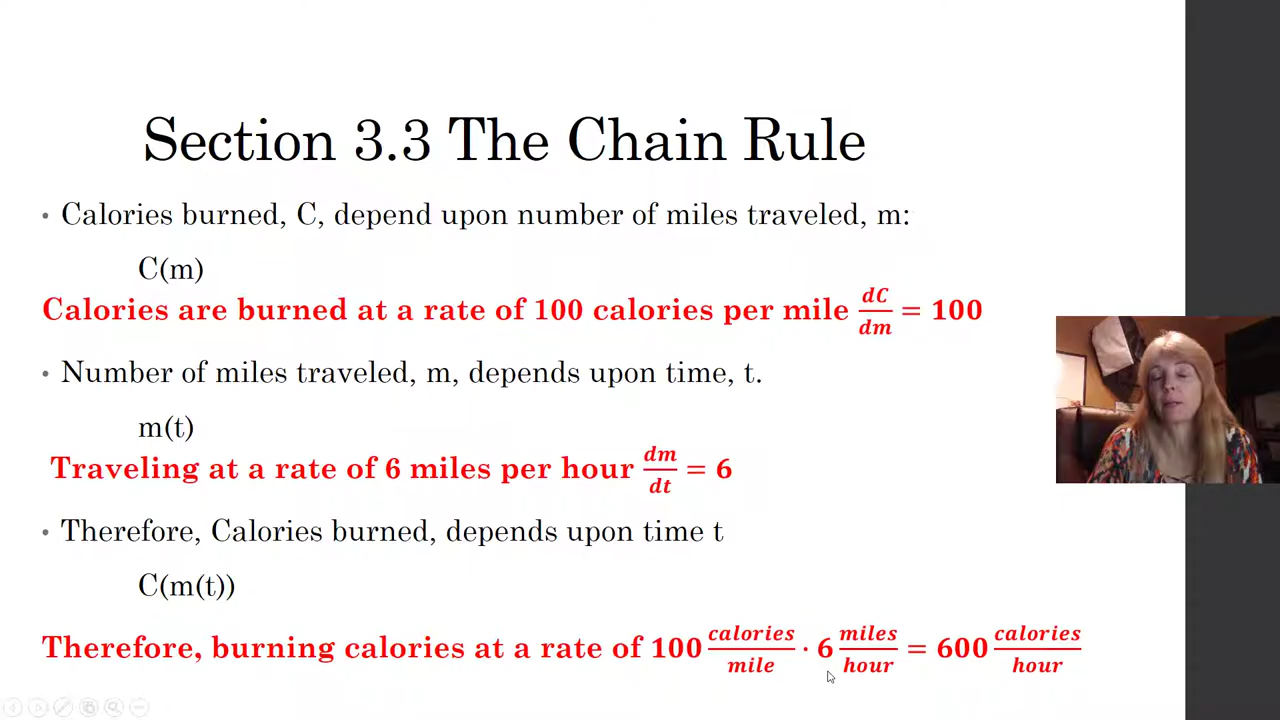 Section 3.3 The Chain Rule
• Calories burned, C, depend upon number of miles traveled, m:
C(m)
Calories are burned at a rate of 100 calories per mile dC/dm = 100
• Number of miles traveled, m, depends upon time, t.
m(t)
Traveling at a rate of 6 miles per hour dm/dt = 6
• Therefore, Calories burned, depends upon time t
C(m(t))
Therefore, burning calories at a rate of 100 calories/mile · 6 miles/hour = 600 calories/hour